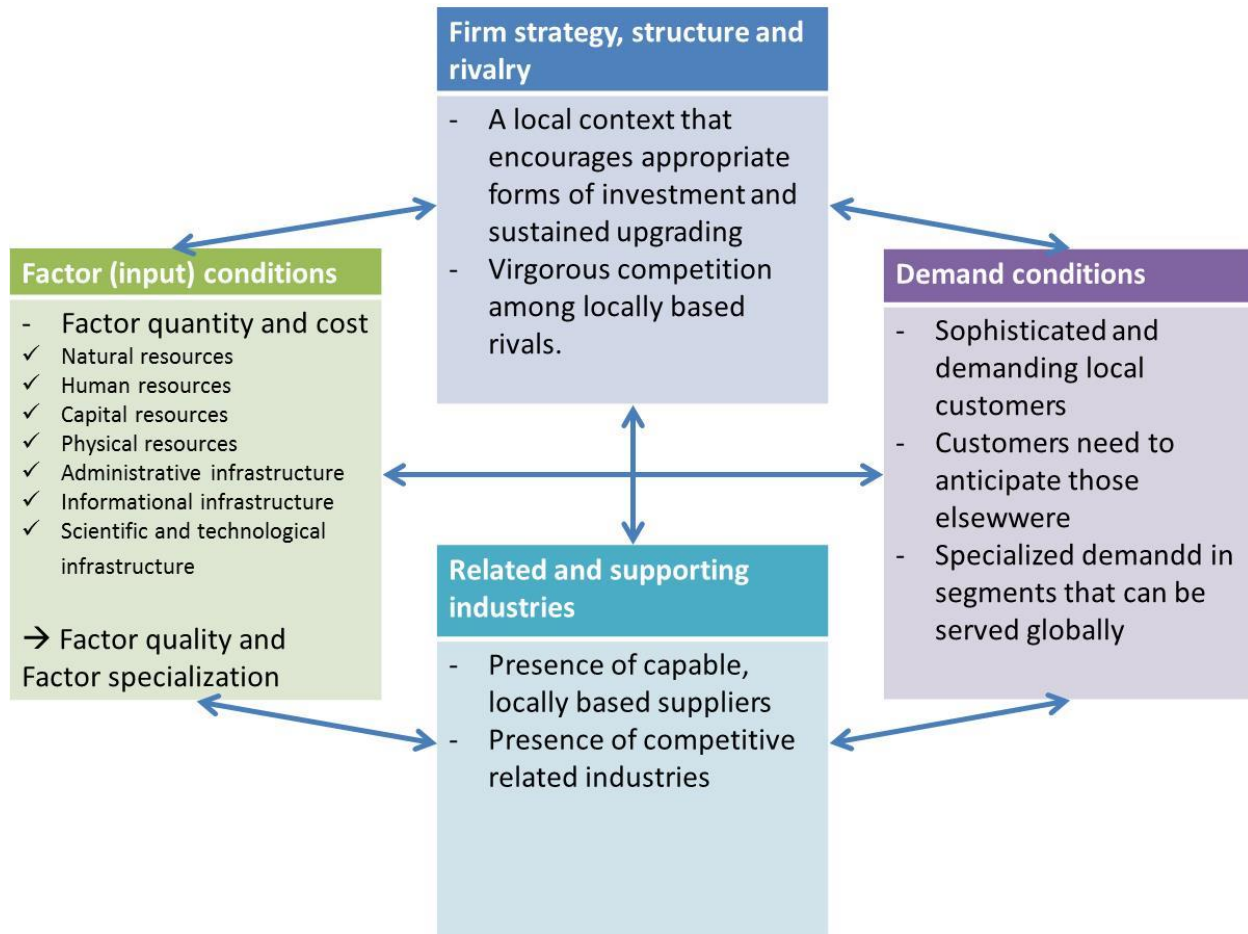 Firm strategy, structure and
rivalry
- A local context that
encourages appropriate
forms of investment and
sustained upgrading
- Virgorous competition
among locally based
rivals.
Factor (input) conditions
- Factor quantity and cost
✓ Natural resources
✓ Human resources
✓ Capital resources
✓ Physical resources
✓ Administrative infrastructure
✓ Informational infrastructure
✓ Scientific and technological
infrastructure
→ Factor quality and
Factor specialization
Demand conditions
- Sophisticated and
demanding local
customers
- Customers need to
anticipate those
elsewwere
- Specialized demandd in
segments that can be
served globally
Related and supporting
industries
- Presence of capable,
locally based suppliers
- Presence of competitive
related industries